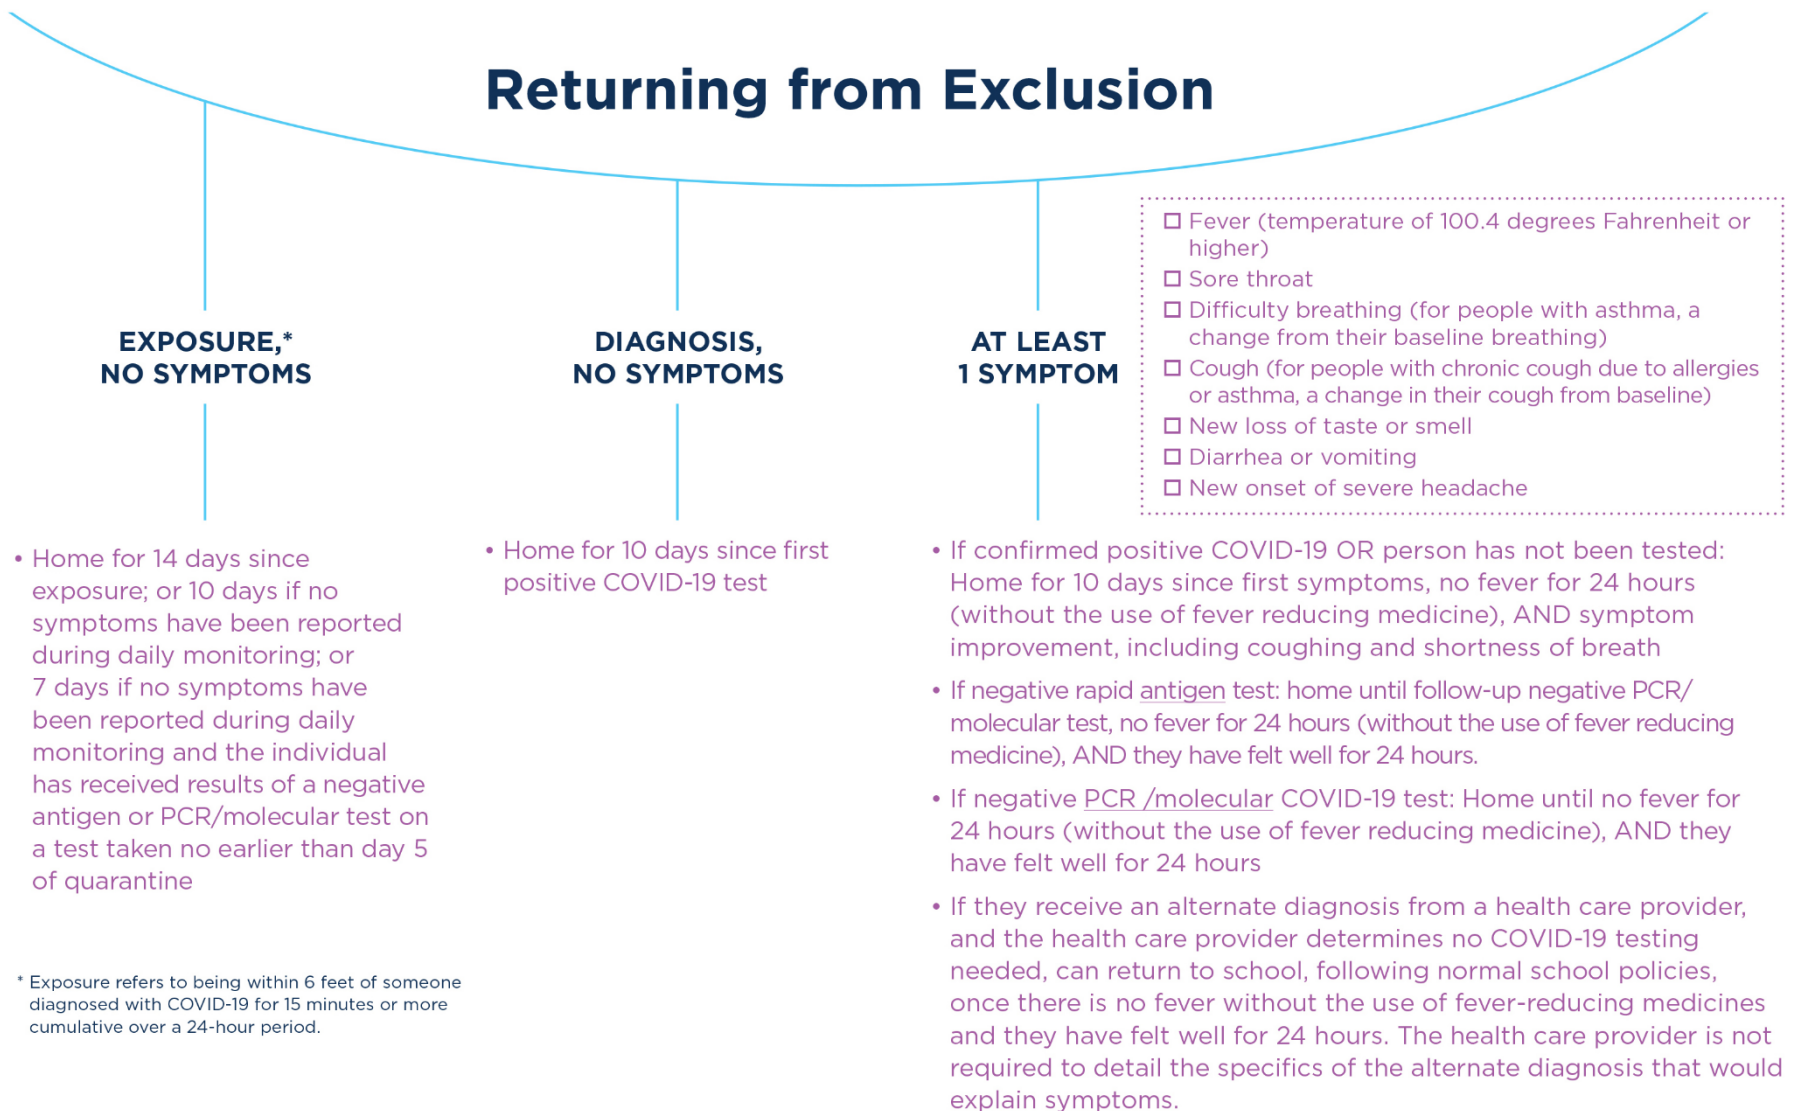 Returning from Exclusion
EXPOSURE,*
NO SYMPTOMS
• Home for 14 days since
exposure; or 10 days if no
symptoms have been reported
during daily monitoring; or
7 days if no symptoms have
been reported during daily
monitoring and the individual
has received results of a negative
antigen or PCR/molecular test on
a test taken no earlier than day 5
of quarantine
* Exposure refers to being within 6 feet of someone
diagnosed with COVID-19 for 15 minutes or more
cumulative over a 24-hour period.
DIAGNOSIS,
NO SYMPTOMS
• Home for 10 days since first
positive COVID-19 test
AT LEAST
1 SYMPTOM
☐ Fever (temperature of 100.4 degrees Fahrenheit or
higher)
☐ Sore throat
☐ Difficulty breathing (for people with asthma, a
change from their baseline breathing)
☐ Cough (for people with chronic cough due to allergies
or asthma, a change in their cough from baseline)
☐ New loss of taste or smell
☐ Diarrhea or vomiting
☐ New onset of severe headache
• If confirmed positive COVID-19 OR person has not been tested:
Home for 10 days since first symptoms, no fever for 24 hours
(without the use of fever reducing medicine), AND symptom
improvement, including coughing and shortness of breath
• If negative rapid antigen test: home until follow-up negative PCR/
molecular test, no fever for 24 hours (without the use of fever reducing
medicine), AND they have felt well for 24 hours.
• If negative PCR /molecular COVID-19 test: Home until no fever for
24 hours (without the use of fever reducing medicine), AND they
have felt well for 24 hours
• If they receive an alternate diagnosis from a health care provider,
and the health care provider determines no COVID-19 testing
needed, can return to school, following normal school policies,
once there is no fever without the use of fever-reducing medicines
and they have felt well for 24 hours. The health care provider is not
required to detail the specifics of the alternate diagnosis that would
explain symptoms.